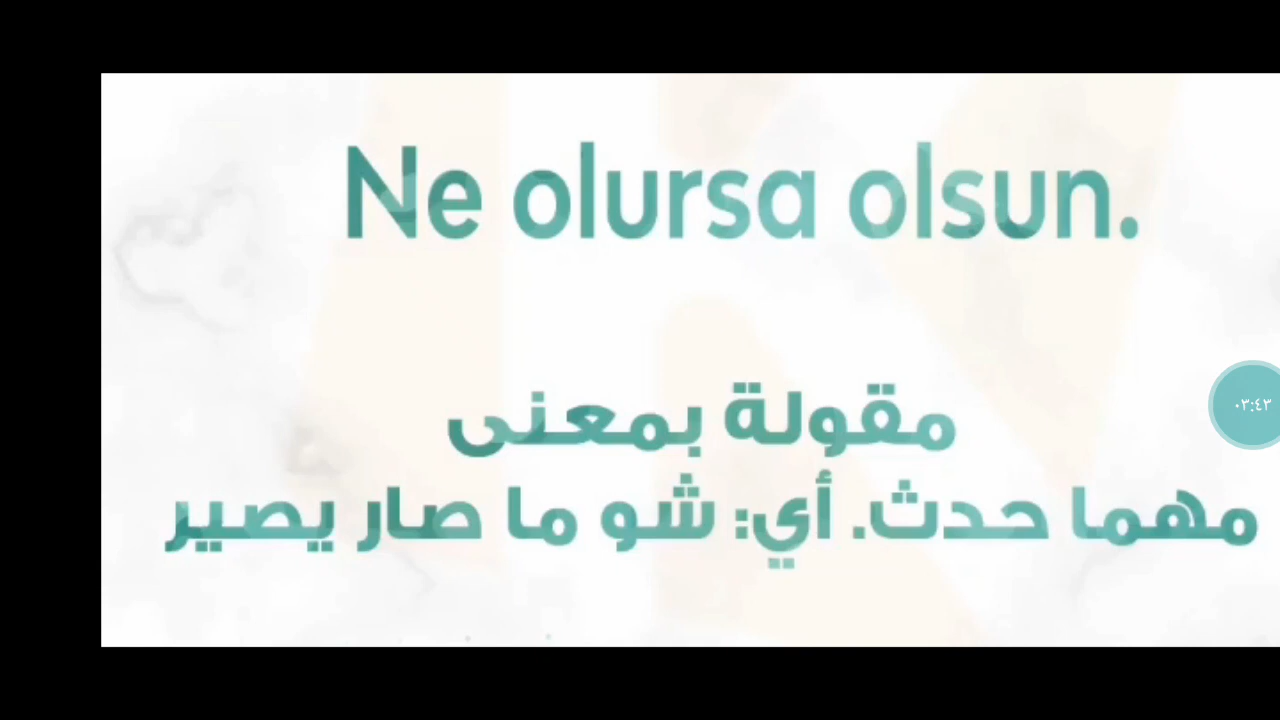 Ne olursa olsun.
مقولة بمعنى
مهما حدث. أي: شو ما صار يصير
٠٣:٤٣